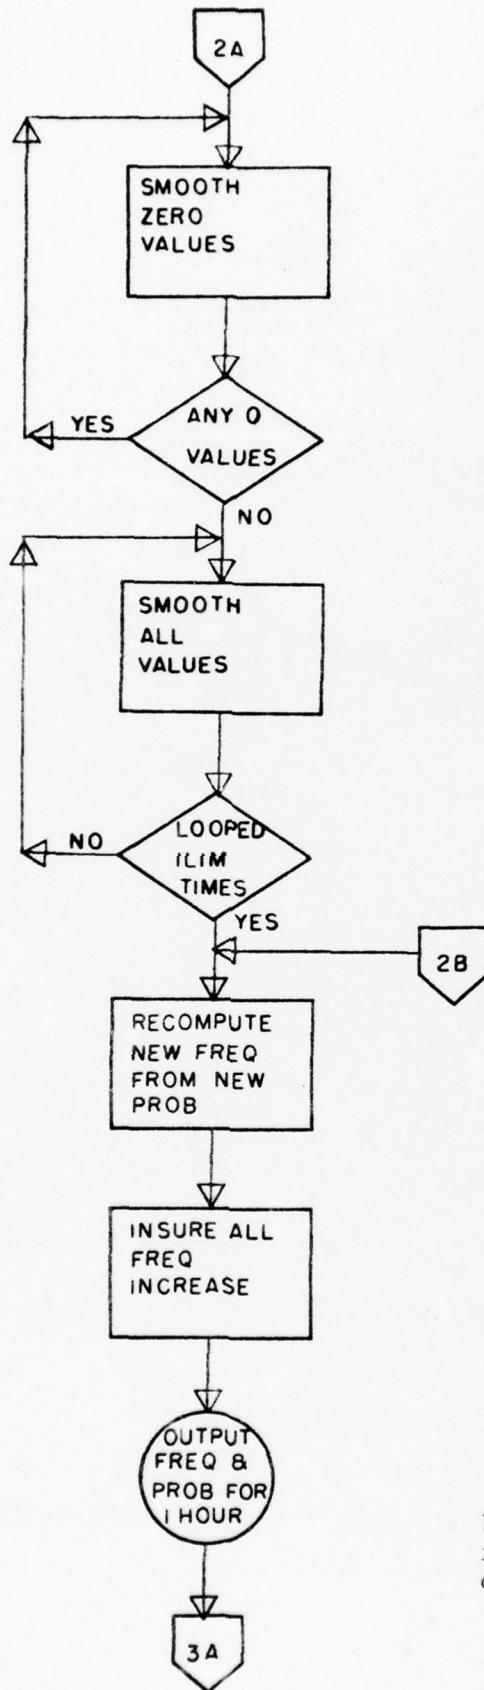 2A
SMOOTH
ZERO
VALUES
ANY 0
VALUES
YES
NO
SMOOTH
ALL
VALUES
LOOPED
ILIM
TIMES
NO
YES
2B
RECOMPUTE
NEW FREQ
FROM NEW
PROB
INSURE ALL
FREQ
INCREASE
OUTPUT
FREQ &
PROB FOR
1 HOUR
3A